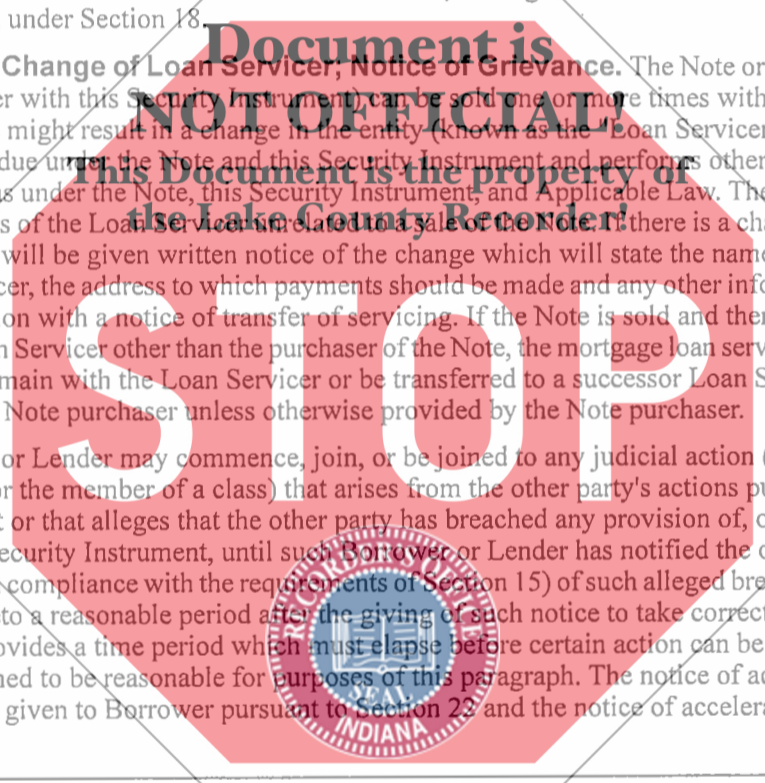 under Section 18.
Document is
Change of Loan Servicer; Notice of Grievance. The Note or
er with this Security Instrument) can be sold one or more times with
NOT OFFICIAL!
might result in a change in the entity (known as the "Loan Servicer
due under the Note and this Security Instrument and performs other
This Document is the property of
s under the Note, this Security Instrument, and Applicable Law. The
s of the Loan Servicer unrelated to a sale of the Note. If there is a cha
the Lake County Recorder!
will be given written notice of the change which will state the name
cer, the address to which payments should be made and any other info
on with a notice of transfer of servicing. If the Note is sold and ther
n Servicer other than the purchaser of the Note, the mortgage loan serv
main with the Loan Servicer or be transferred to a successor Loan S
Note purchaser unless otherwise provided by the Note purchaser.
STOP
or Lender may commence, join, or be joined to any judicial action (
or the member of a class) that arises from the other party's actions pu
t or that alleges that the other party has breached any provision of, o
ecurity Instrument, until such Borrower or Lender has notified the o
compliance with the requirements of Section 15) of such alleged bre
to a reasonable period after the giving of such notice to take correct
ovides a time period which must elapse before certain action can be
ned to be reasonable for purposes of this paragraph. The notice of ac
given to Borrower pursuant to Section 22 and the notice of accelera
RECORDER'S OFFICE
SEAL
INDIANA